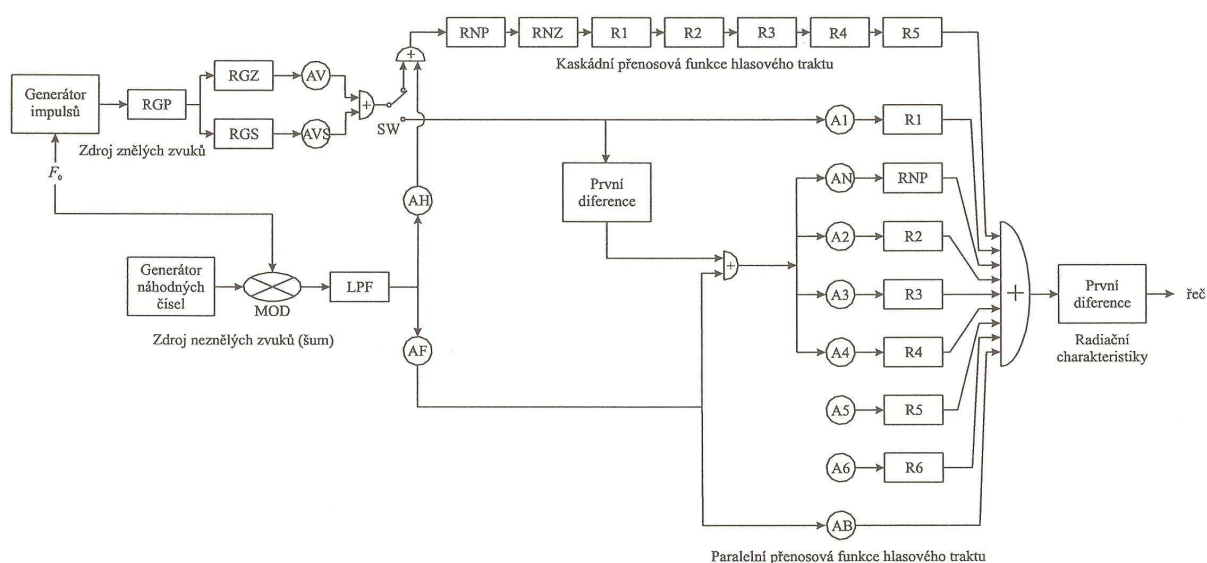 RNP
RNZ
R1
R2
R3
R4
R5
Kaskádní přenosová funkce hlasového traktu
+
Generátor
impulsů
RGP
RGZ
AV
RGS
AVS
+
SW
Zdroj znělých zvuků
F₀
A1
R1
První
diference
AN
RNP
AH
A2
R2
Generátor
náhodných
čísel
MOD
LPF
+
A3
R3
+
První
diference
řeč
Zdroj neznělých zvuků (šum)
Radiační
charakteristiky
AF
A4
R4
A5
R5
A6
R6
AB
Paralelní přenosová funkce hlasového traktu